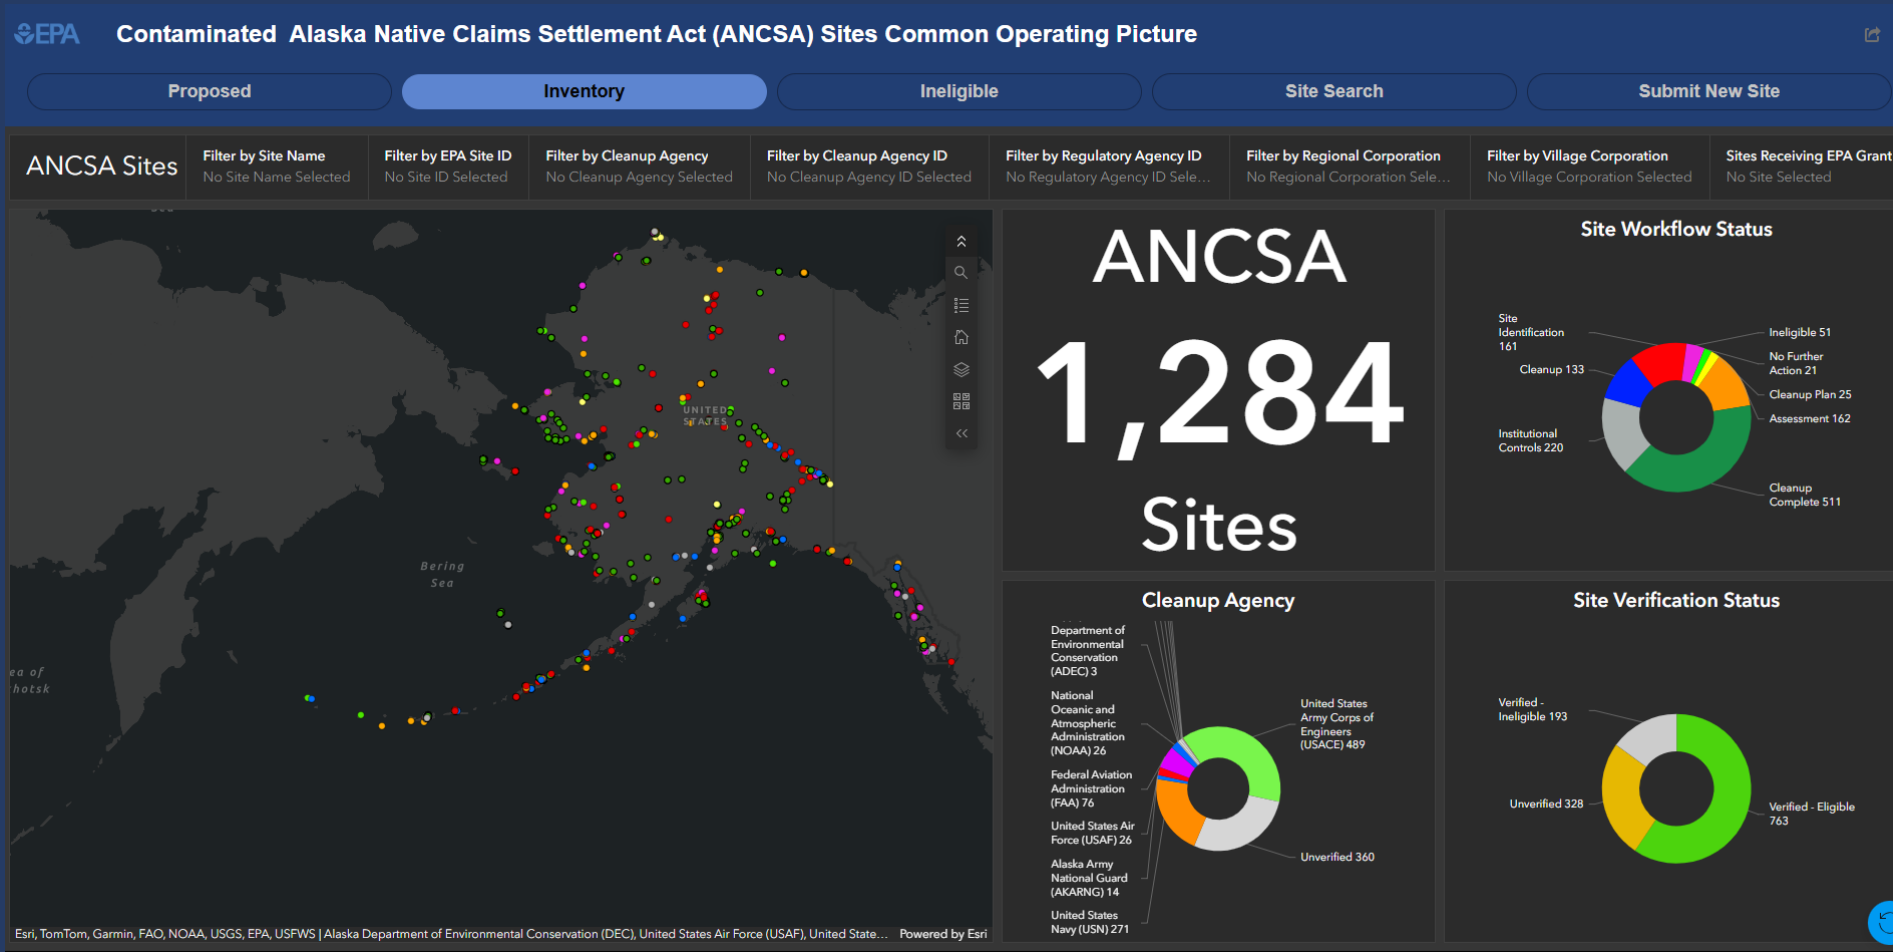 EPA
Contaminated Alaska Native Claims Settlement Act (ANCSA) Sites Common Operating Picture
Proposed
Inventory
Ineligible
Site Search
Submit New Site
ANCSA Sites
Filter by Site Name
No Site Name Selected
Filter by EPA Site ID
No Site ID Selected
Filter by Cleanup Agency
No Cleanup Agency Selected
Filter by Cleanup Agency ID
No Cleanup Agency ID Selected
Filter by Regulatory Agency ID
No Regulatory Agency ID Sele...
Filter by Regional Corporation
No Regional Corporation Sele...
Filter by Village Corporation
No Village Corporation Selected
Sites Receiving EPA Grant
No Site Selected
UNITED
STATES
Bering
Sea
ea of
hotsk
Esri, TomTom, Garmin, FAO, NOAA, USGS, EPA, USFWS | Alaska Department of Environmental Conservation (DEC), United States Air Force (USAF), United State...
Powered by Esri
ANCSA
1,284
Sites
Site Workflow Status
Site
Identification
161
Cleanup 133
Institutional
Controls 220
Ineligible 51
No Further
Action 21
Cleanup Plan 25
Assessment 162
Cleanup
Complete 511
Cleanup Agency
Department of
Environmental
Conservation
(ADEC) 3
National
Oceanic and
Atmospheric
Administration
(NOAA) 26
Federal Aviation
Administration
(FAA) 76
United States Air
Force (USAF) 26
Alaska Army
National Guard
(AKARNG) 14
United States
Navy (USN) 271
United States
Army Corps of
Engineers
(USACE) 489
Unverified 360
Site Verification Status
Verified -
Ineligible 193
Unverified 328
Verified - Eligible
763